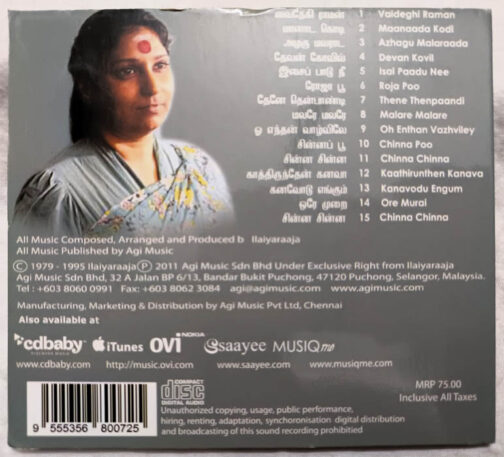 வைதேகி ராமன் 1 Vaideghi Raman
மானாட கொடி 2 Maanaada Kodi
அழகு மலராட 3 Azhagu Malaraada
தேவன் கோவில் 4 Devan Kovil
இசைப் பாடு நீ 5 Isai Paadu Nee
ரோஜா பூ 6 Roja Poo
தேனே தென்பாண்டி 7 Thene Thenpaandi
மலரே மலரே 8 Malare Malare
ஓ எந்தன் வாழ்விலே 9 Oh Enthan Vazhviley
சின்னப் பூ 10 Chinna Poo
சின்ன சின்ன 11 Chinna Chinna
காத்திருந்தேன் கனவா 12 Kaathirunthen Kanava
கனவோடு எங்கும் 13 Kanavodu Engum
ஒரே முறை 14 Ore Murai
சின்ன சின்ன 15 Chinna Chinna
All Music Composed, Arranged and Produced b Ilaiyaraaja
All Music Published by Agi Music
Ⓒ 1979 - 1995 Ilaiyaraaja Ⓟ 2011 Agi Music Sdn Bhd Under Exclusive Right from Ilaiyaraaja
Agi Music Sdn Bhd, 32 A Jalan BP 6/13, Bandar Bukit Puchong, 47120 Puchong, Selangor, Malaysia.
Tel : +603 8060 0991 Fax: +603 8062 3084 agi@agimusic.com www.agimusic.com
Manufacturing, Marketing & Distribution by Agi Music Pvt Ltd, Chennai
Also available at
cdbaby iTunes OVI NOKIA saayee MUSIQme
www.cdbaby.com http://music.ovi.com www.saayee.com www.musiqme.com
COMPACT disc DIGITAL AUDIO
MRP 75.00
Inclusive All Taxes
9 555356 800725
Unauthorized copying, usage, public performance,
hiring, renting, adaptation, synchoronisation digital distribution
and broadcasting of this sound recording prohibitied